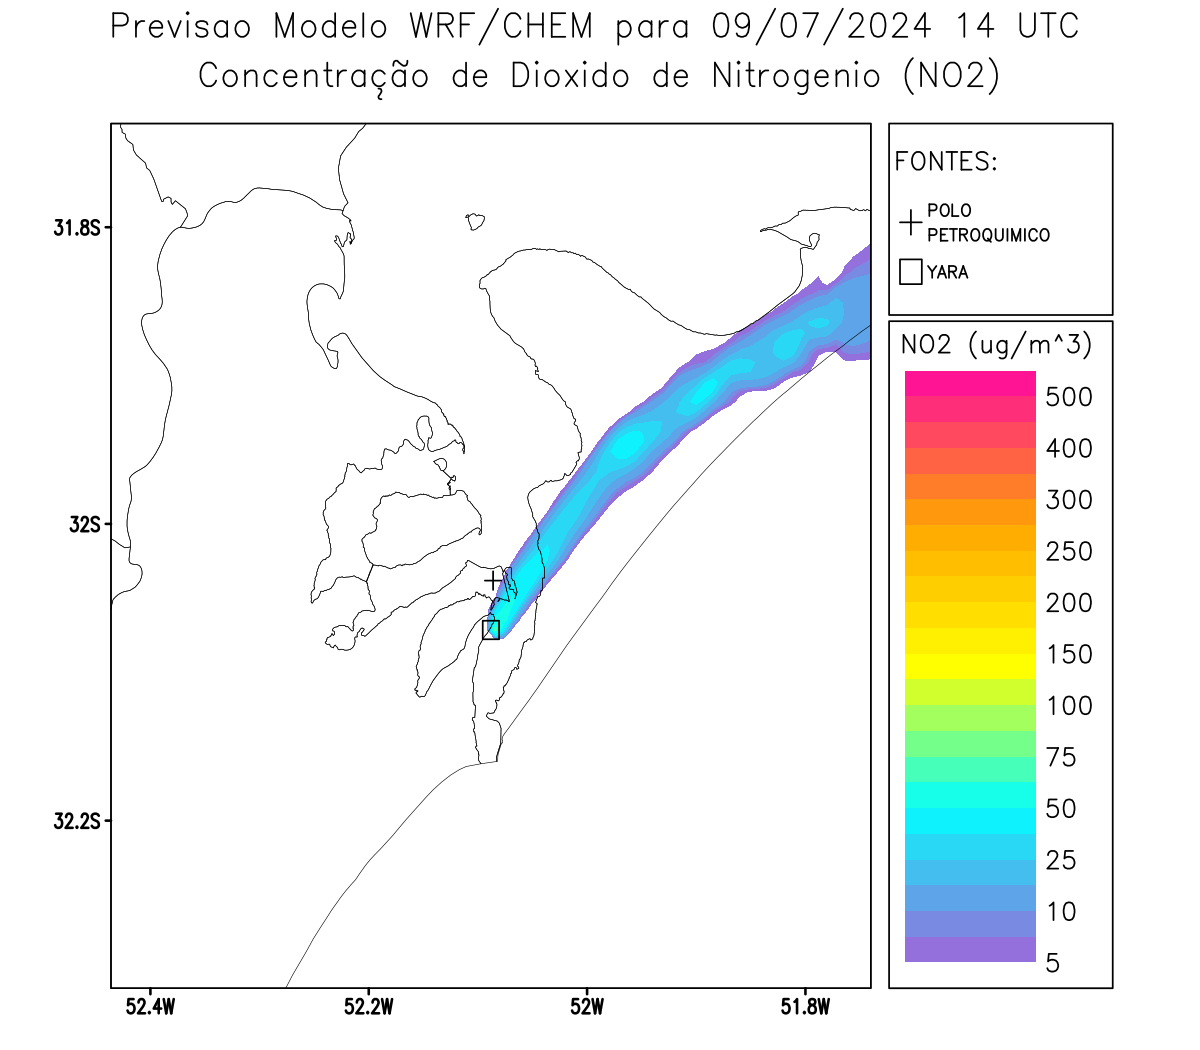 Previsao Modelo WRF/CHEM para 09/07/2024 14 UTC
Concentração de Dioxido de Nitrogenio (NO2)
FONTES:
POLO
PETROQUIMICO
YARA
31.8S
32S
32.2S
52.4W
52.2W
52W
51.8W
NO2 (ug/m^3)
500
400
300
250
200
150
100
75
50
25
10
5